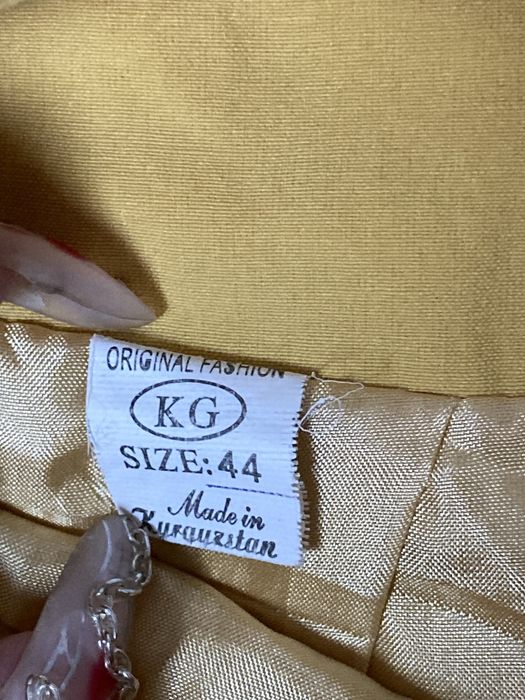 ORIGINAL FASHION
KG
SIZE: 44
Made in
Kyrgyzstan